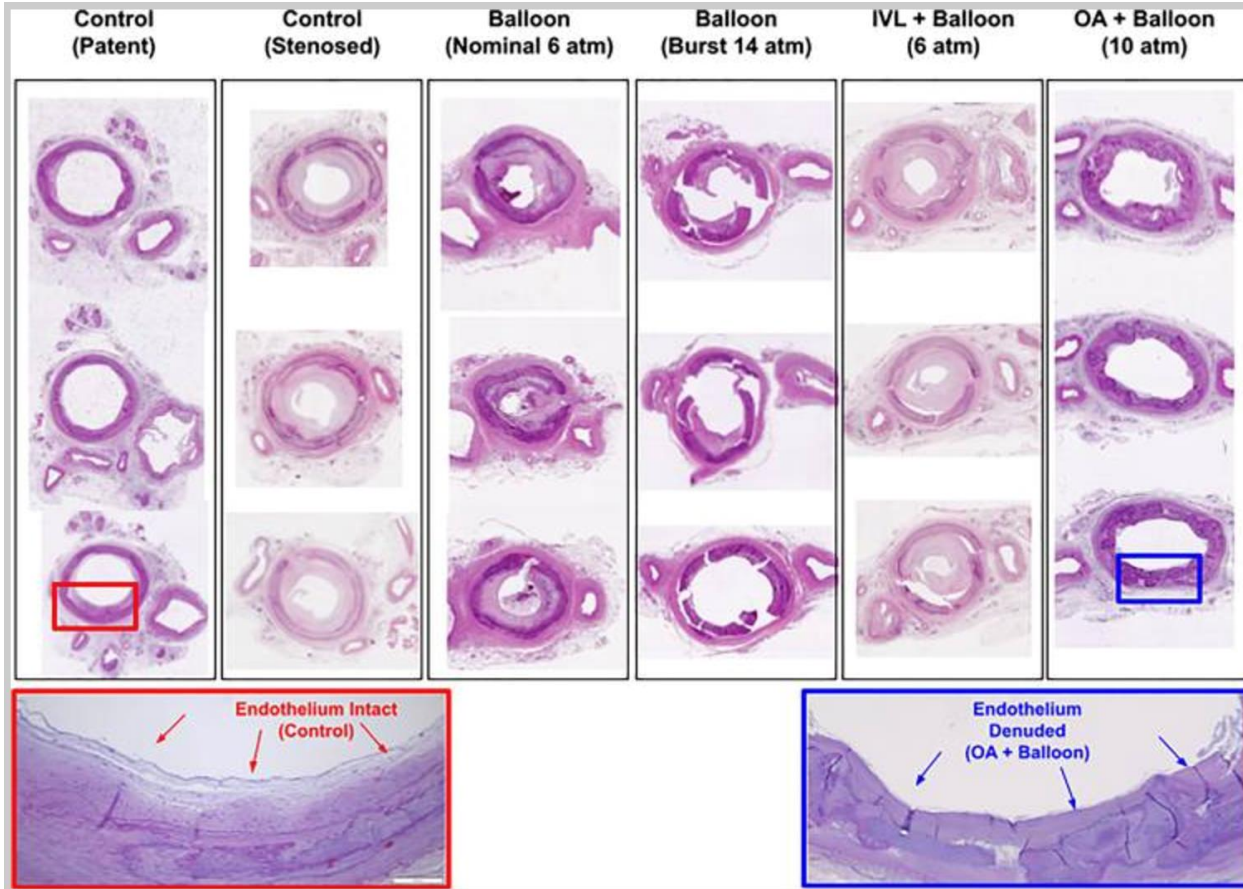 Control
(Patent)
Control
(Stenosed)
Balloon
(Nominal 6 atm)
Balloon
(Burst 14 atm)
IVL + Balloon
(6 atm)
OA + Balloon
(10 atm)
Endothelium Intact
(Control)
Endothelium
Denuded
(OA + Balloon)